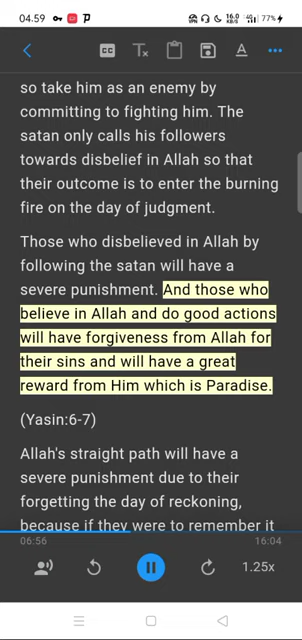 04.59
16.0
KB/S
4G
77%
CC
so take him as an enemy by
committing to fighting him. The
satan only calls his followers
towards disbelief in Allah so that
their outcome is to enter the burning
fire on the day of judgment.
Those who disbelieved in Allah by
following the satan will have a
severe punishment. And those who
believe in Allah and do good actions
will have forgiveness from Allah for
their sins and will have a great
reward from Him which is Paradise.
(Yasin:6-7)
Allah's straight path will have a
severe punishment due to their
forgetting the day of reckoning,
because if they were to remember it
06:56
16:04
1.25x